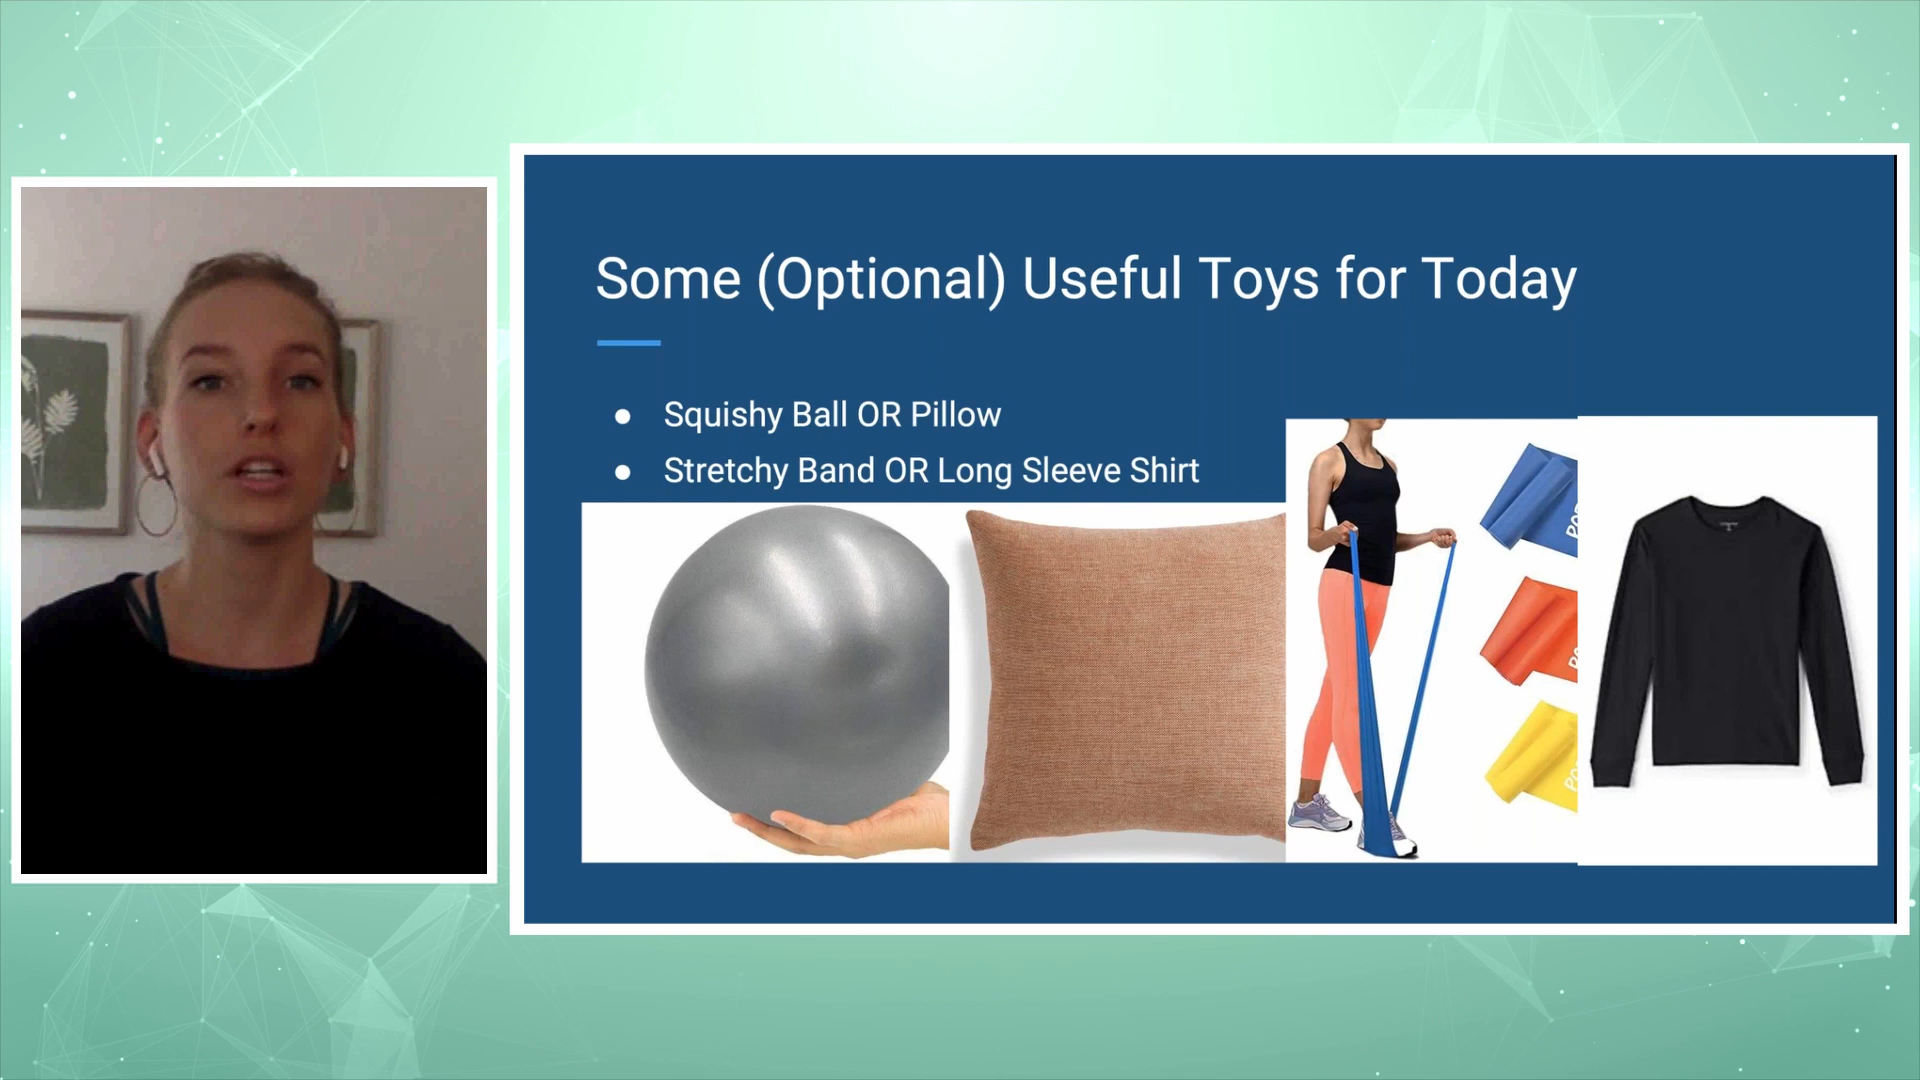 Some (Optional) Useful Toys for Today
● Squishy Ball OR Pillow
● Stretchy Band OR Long Sleeve Shirt